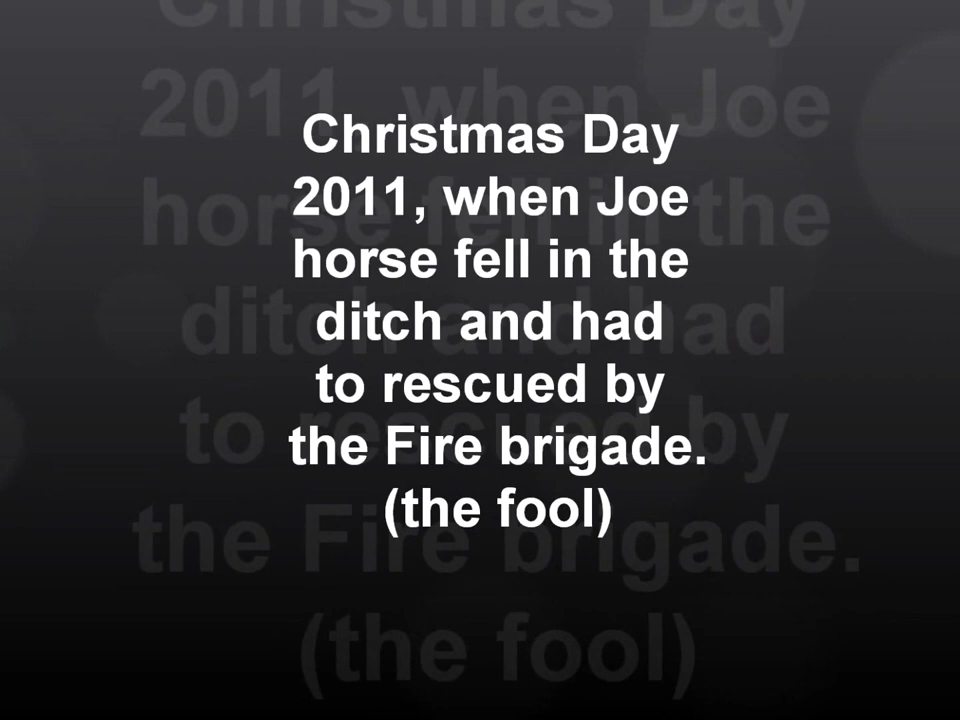 Christmas Day
2011, when Joe
horse fell in the
ditch and had
to rescued by
the Fire brigade.
(the fool)